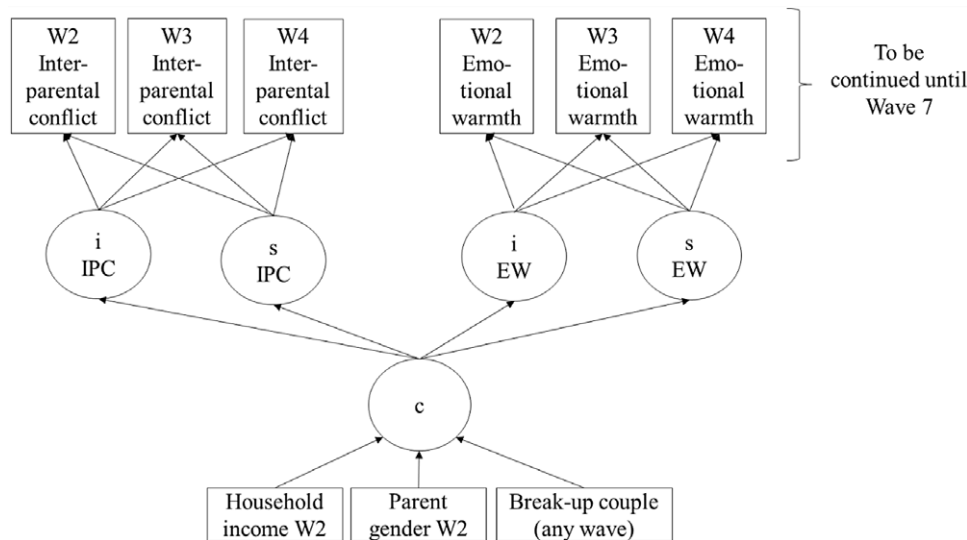 W2
Inter-
parental
conflict
W3
Inter-
parental
conflict
W4
Inter-
parental
conflict
W2
Emo-
tional
warmth
W3
Emo-
tional
warmth
W4
Emo-
tional
warmth
To be
continued until
Wave 7
i
IPC
s
IPC
i
EW
s
EW
c
Household
income W2
Parent
gender W2
Break-up couple
(any wave)